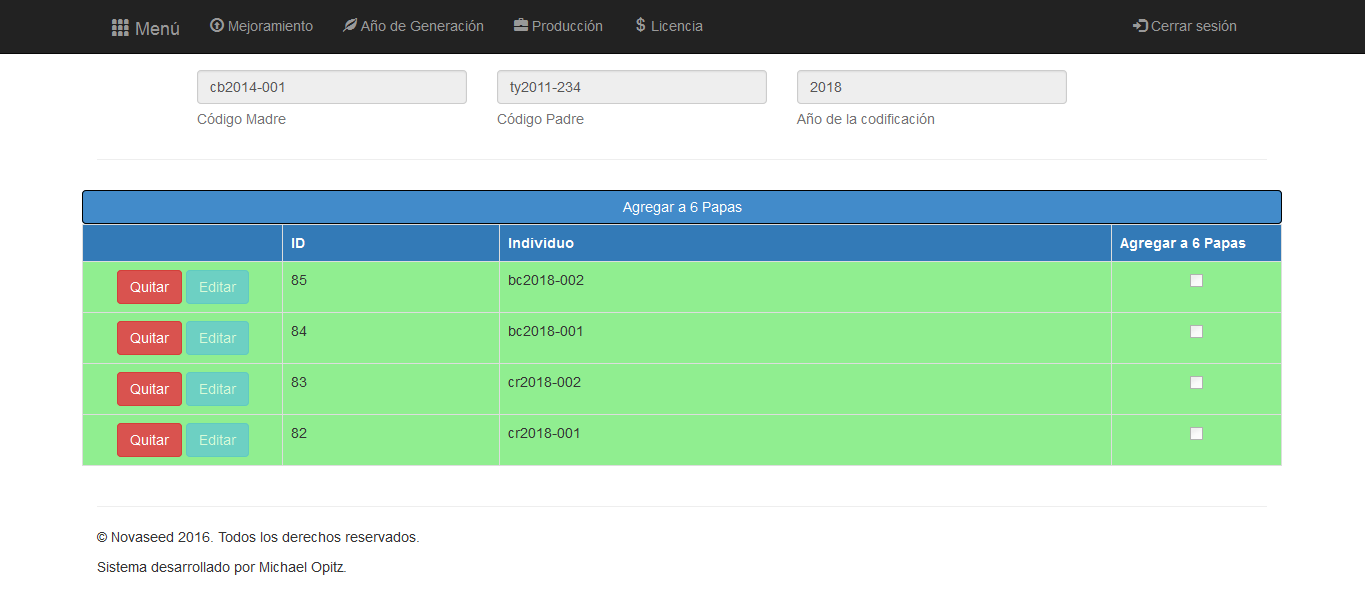 Menú Mejoramiento Año de Generación Producción $ Licencia Cerrar sesión
cb2014-001 ty2011-234 2018
Código Madre Código Padre Año de la codificación
Agregar a 6 Papas
ID Individuo Agregar a 6 Papas
Quitar Editar 85 bc2018-002
Quitar Editar 84 bc2018-001
Quitar Editar 83 cr2018-002
Quitar Editar 82 cr2018-001
© Novaseed 2016. Todos los derechos reservados.
Sistema desarrollado por Michael Opitz.